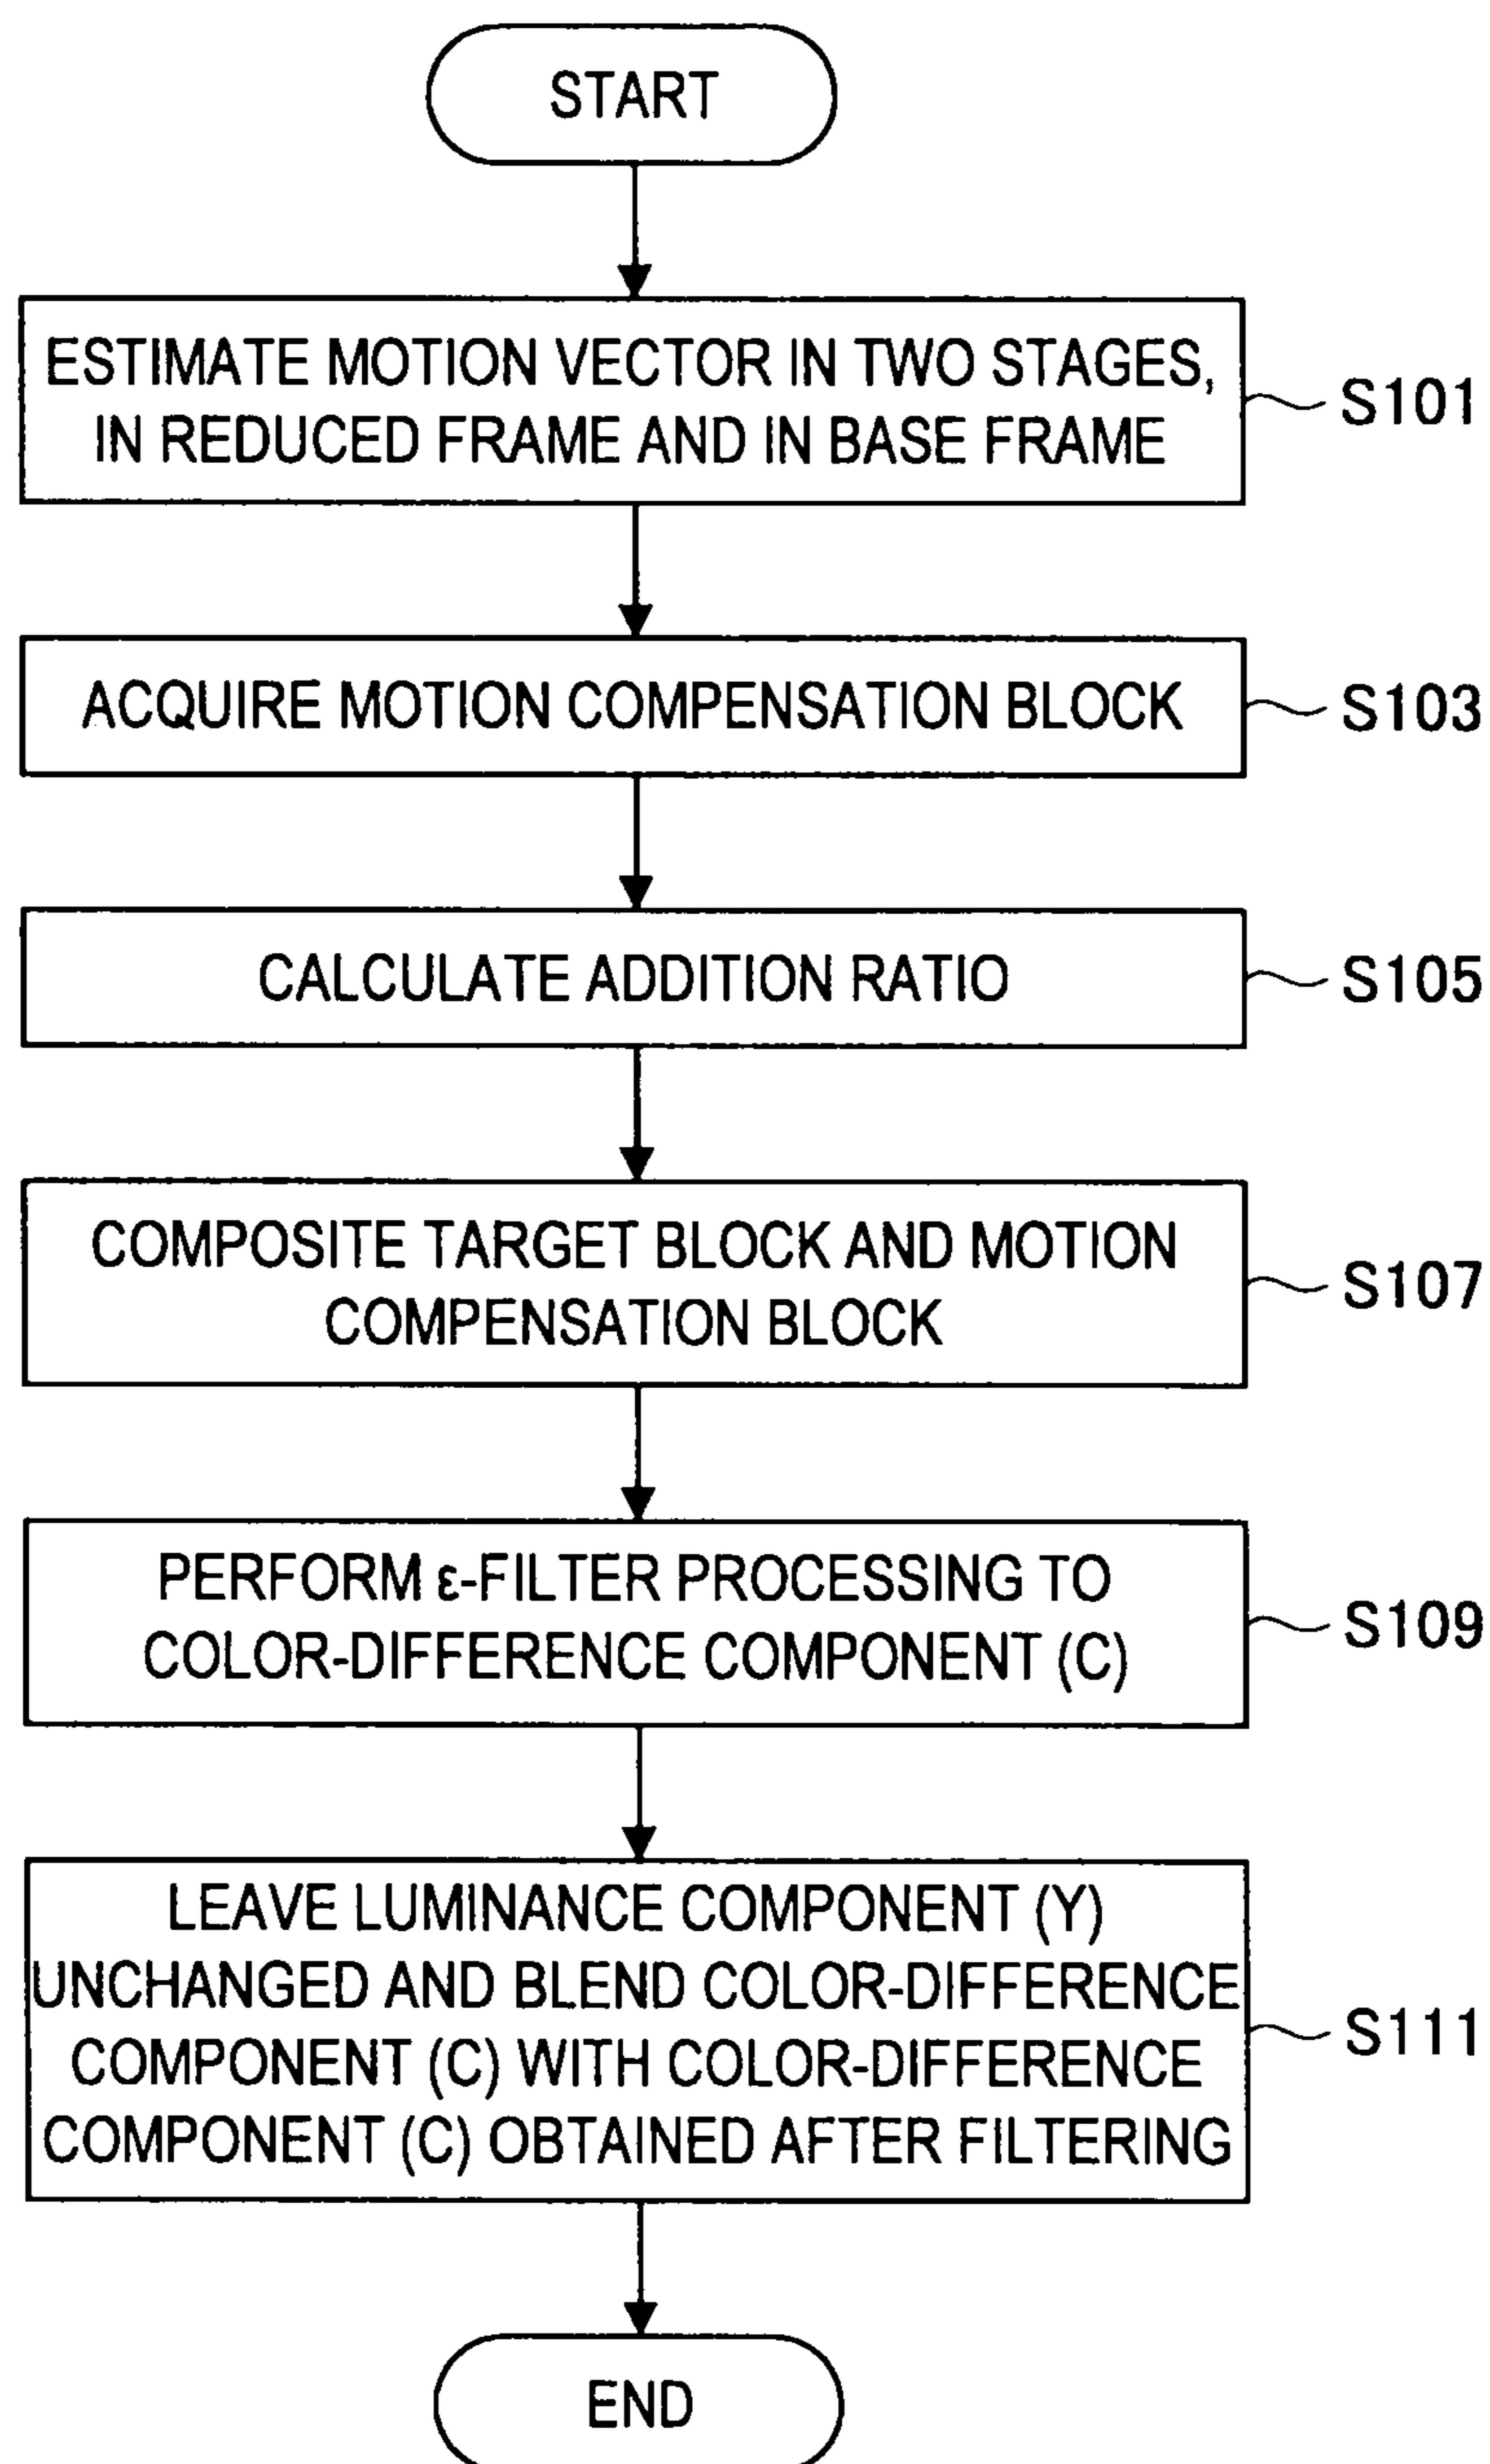 START
ESTIMATE MOTION VECTOR IN TWO STAGES,
IN REDUCED FRAME AND IN BASE FRAME
S101
ACQUIRE MOTION COMPENSATION BLOCK
S103
CALCULATE ADDITION RATIO
S105
COMPOSITE TARGET BLOCK AND MOTION
COMPENSATION BLOCK
S107
PERFORM ε-FILTER PROCESSING TO
COLOR-DIFFERENCE COMPONENT (C)
S109
LEAVE LUMINANCE COMPONENT (Y)
UNCHANGED AND BLEND COLOR-DIFFERENCE
COMPONENT (C) WITH COLOR-DIFFERENCE
COMPONENT (C) OBTAINED AFTER FILTERING
S111
END